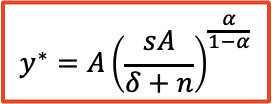 y* = A (sA / (δ + n))^(α / (1−α))